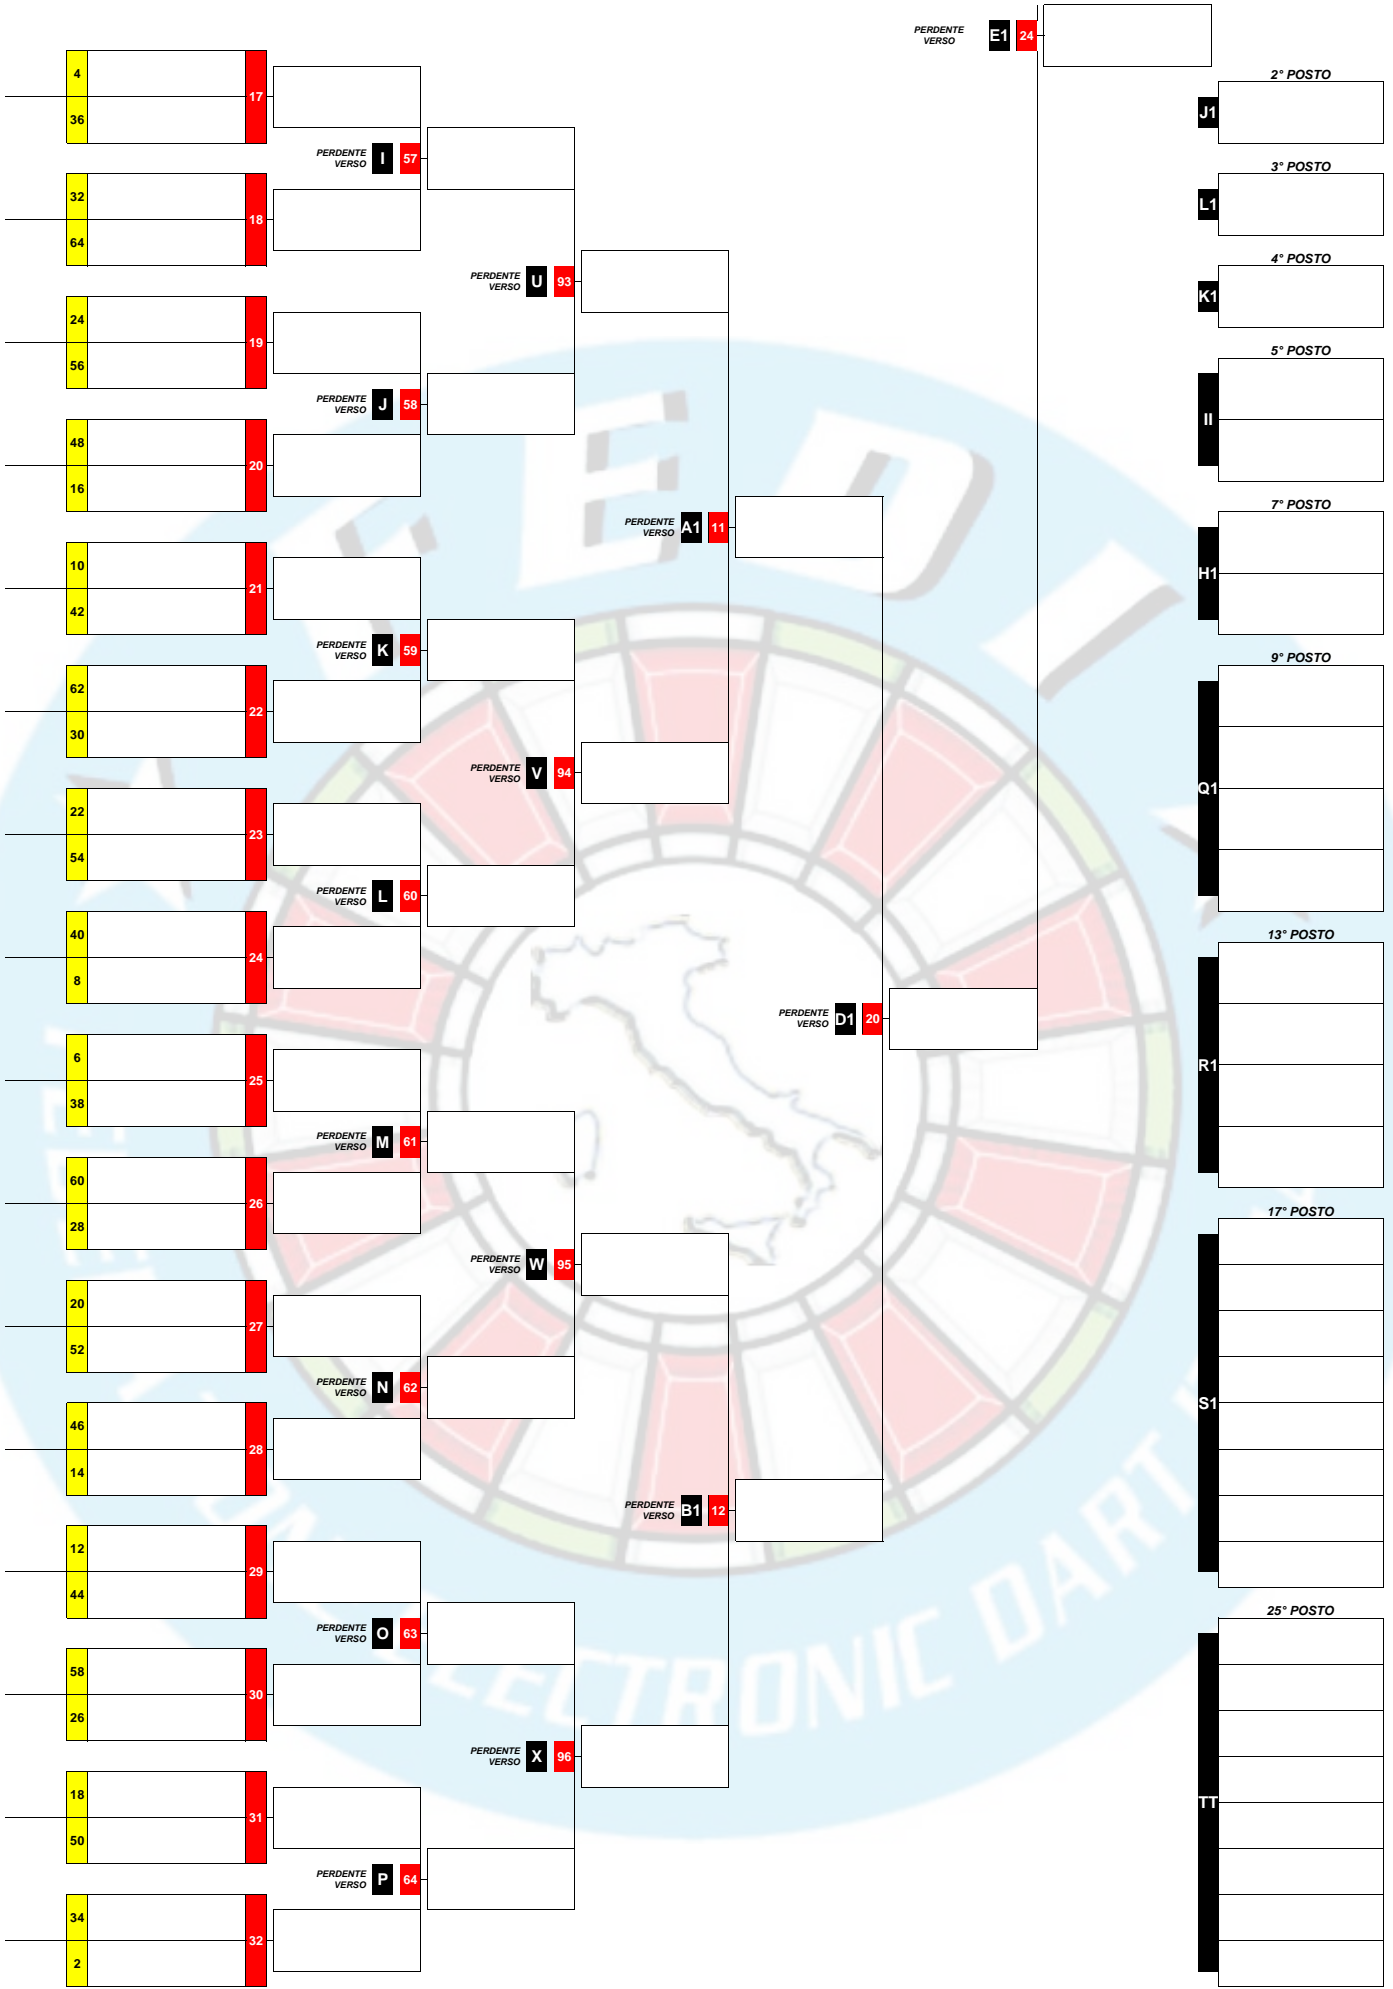 PERDENTE
VERSO
E1 24
4
17
36
PERDENTE
VERSO
I 57
32
18
64
PERDENTE
VERSO
U 93
24
19
56
PERDENTE
VERSO
J 58
48
20
16
PERDENTE
VERSO
A1 11
10
21
42
PERDENTE
VERSO
K 59
62
22
30
PERDENTE
VERSO
V 94
22
23
54
PERDENTE
VERSO
L 60
40
24
8
PERDENTE
VERSO
D1 20
6
25
38
PERDENTE
VERSO
M 61
60
26
28
PERDENTE
VERSO
W 95
20
27
52
PERDENTE
VERSO
N 62
46
28
14
PERDENTE
VERSO
B1 12
12
29
44
PERDENTE
VERSO
O 63
58
30
26
PERDENTE
VERSO
X 96
18
31
50
PERDENTE
VERSO
P 64
34
32
2
2° POSTO
J1
3° POSTO
L1
4° POSTO
K1
5° POSTO
II
7° POSTO
H1
9° POSTO
Q1
13° POSTO
R1
17° POSTO
S1
25° POSTO
TT
FEDI
ELECTRONIC DART